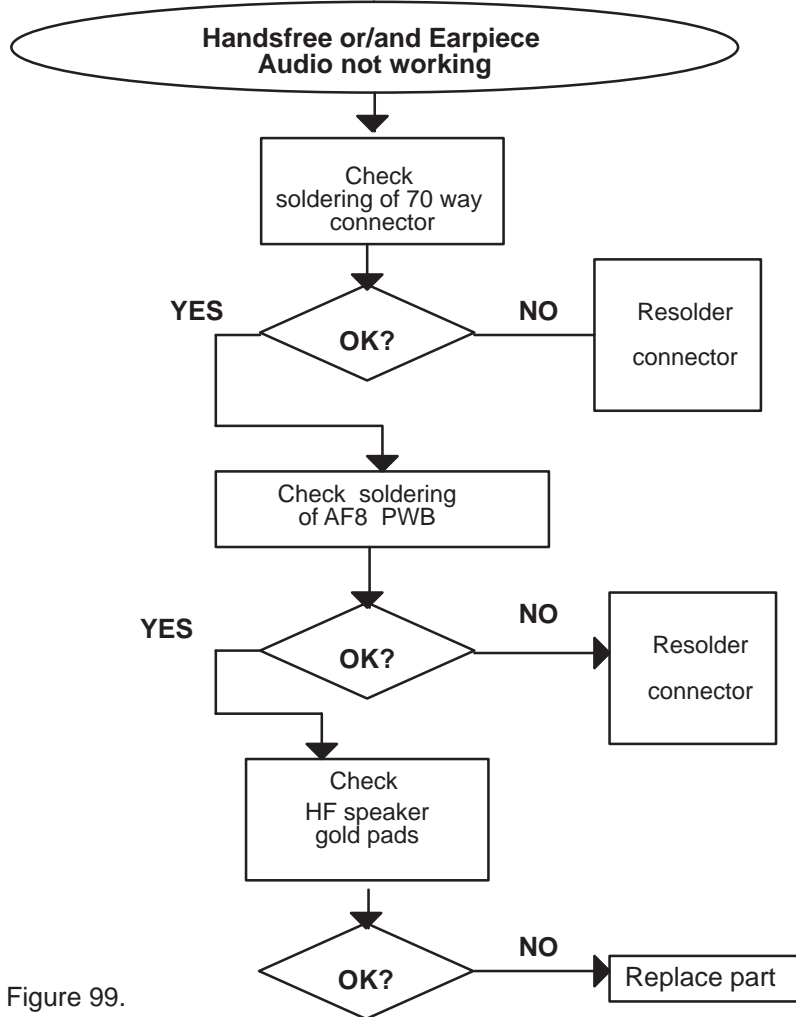 Handsfree or/and Earpiece
Audio not working
Check
soldering of 70 way
connector
YES
NO
OK?
Resolder
connector
Check soldering
of AF8 PWB
YES
NO
OK?
Resolder
connector
Check
HF speaker
gold pads
NO
OK?
Replace part
Figure 99.